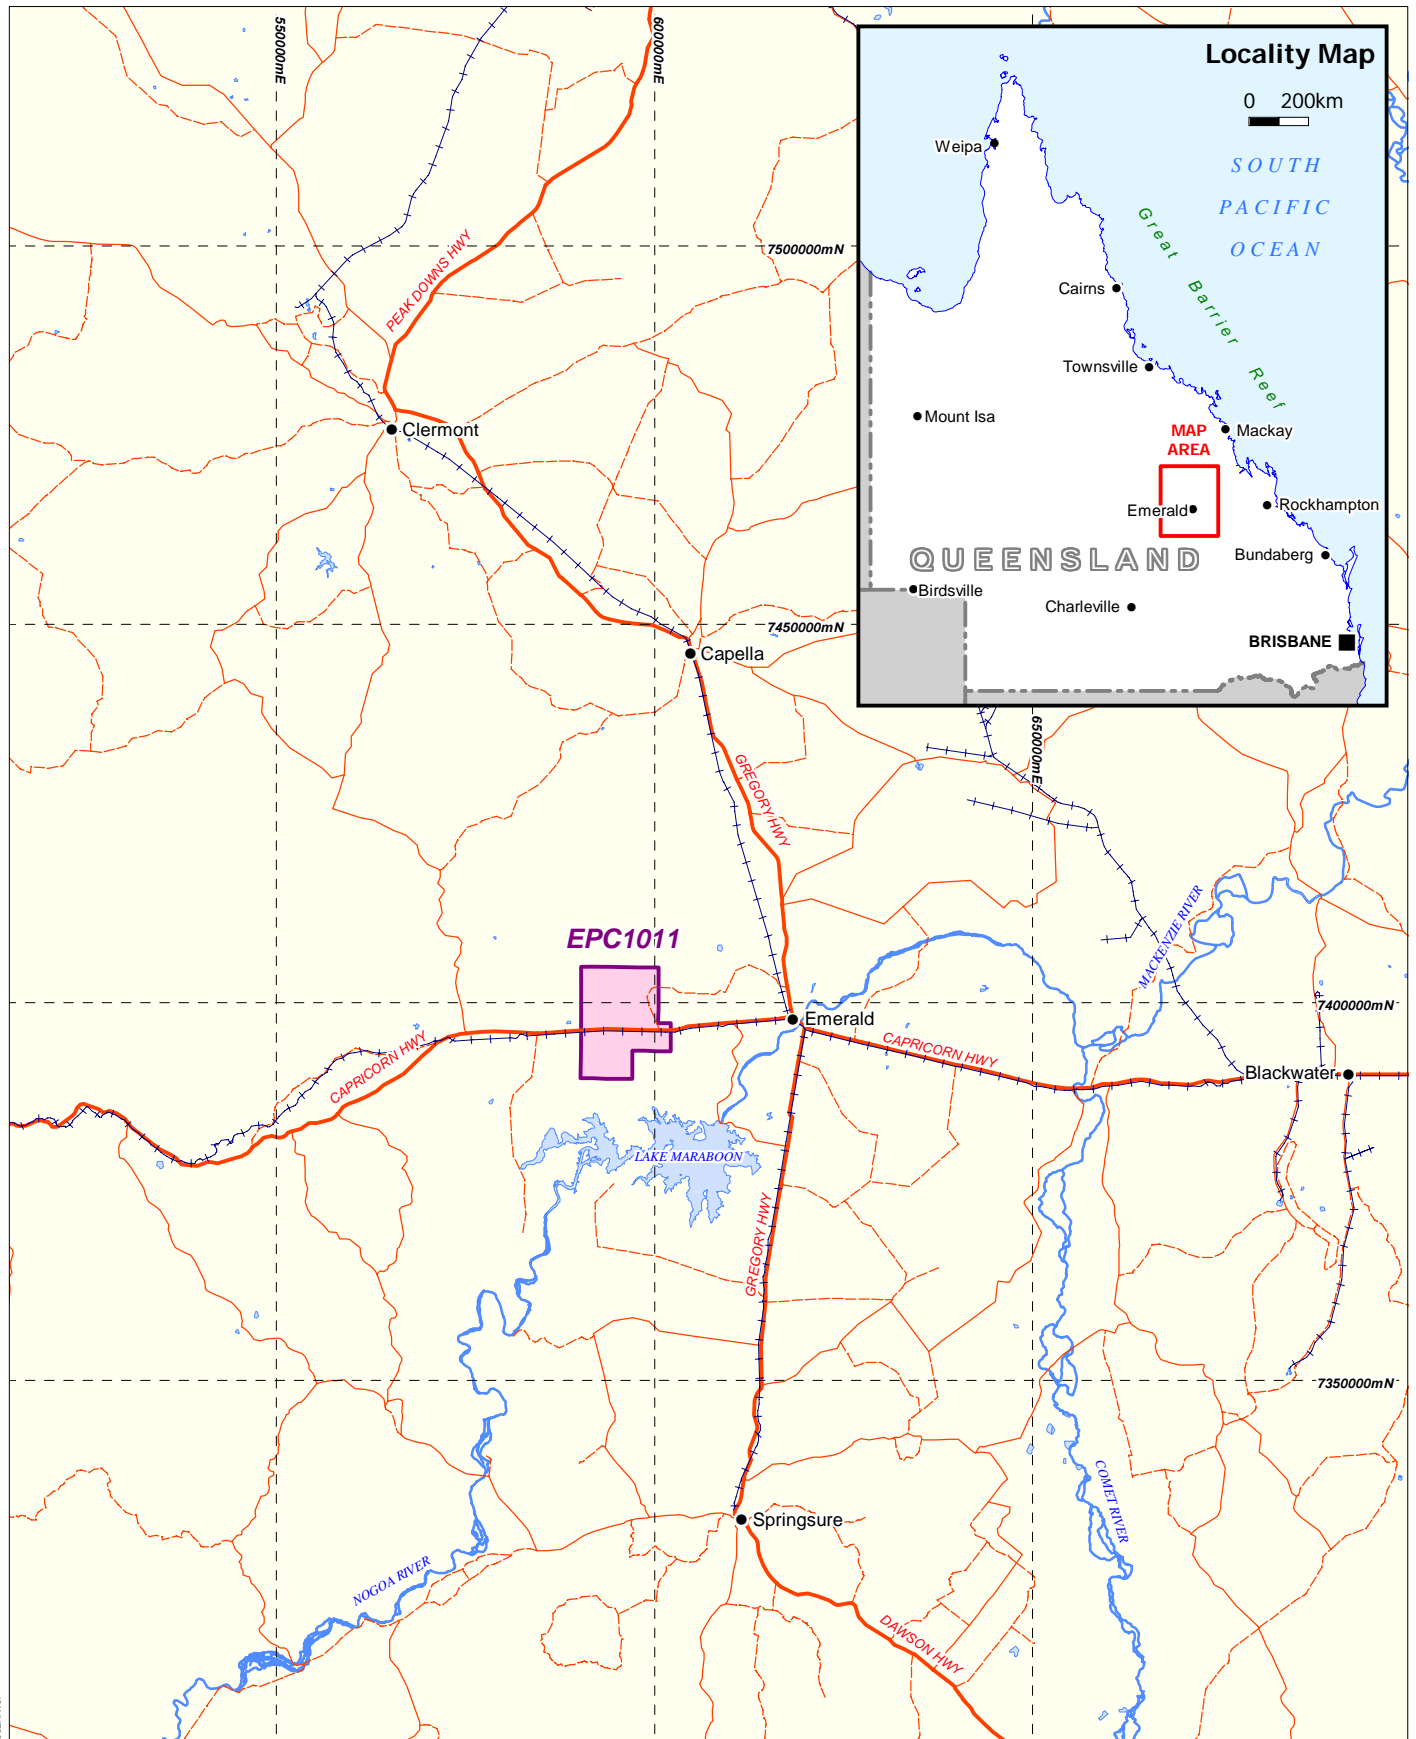 550000mE
600000mE
Locality Map
0 200km
Weipa
SOUTH
PACIFIC
OCEAN
Great Barrier Reef
Cairns
Townsville
Mount Isa
Mackay
MAP
AREA
Emerald
Rockhampton
QUEENSLAND
Bundaberg
Birdsville
Charleville
BRISBANE
7500000mN
PEAK DOWNS HWY
Clermont
7450000mN
Capella
650000mE
GREGORY HWY
MACKENZIE RIVER
EPC1011
7400000mN
Emerald
CAPRICORN HWY
CAPRICORN HWY
Blackwater
LAKE MARABOON
GREGORY HWY
7350000mN
COMET RIVER
Springsure
NOGOA RIVER
DAWSON HWY